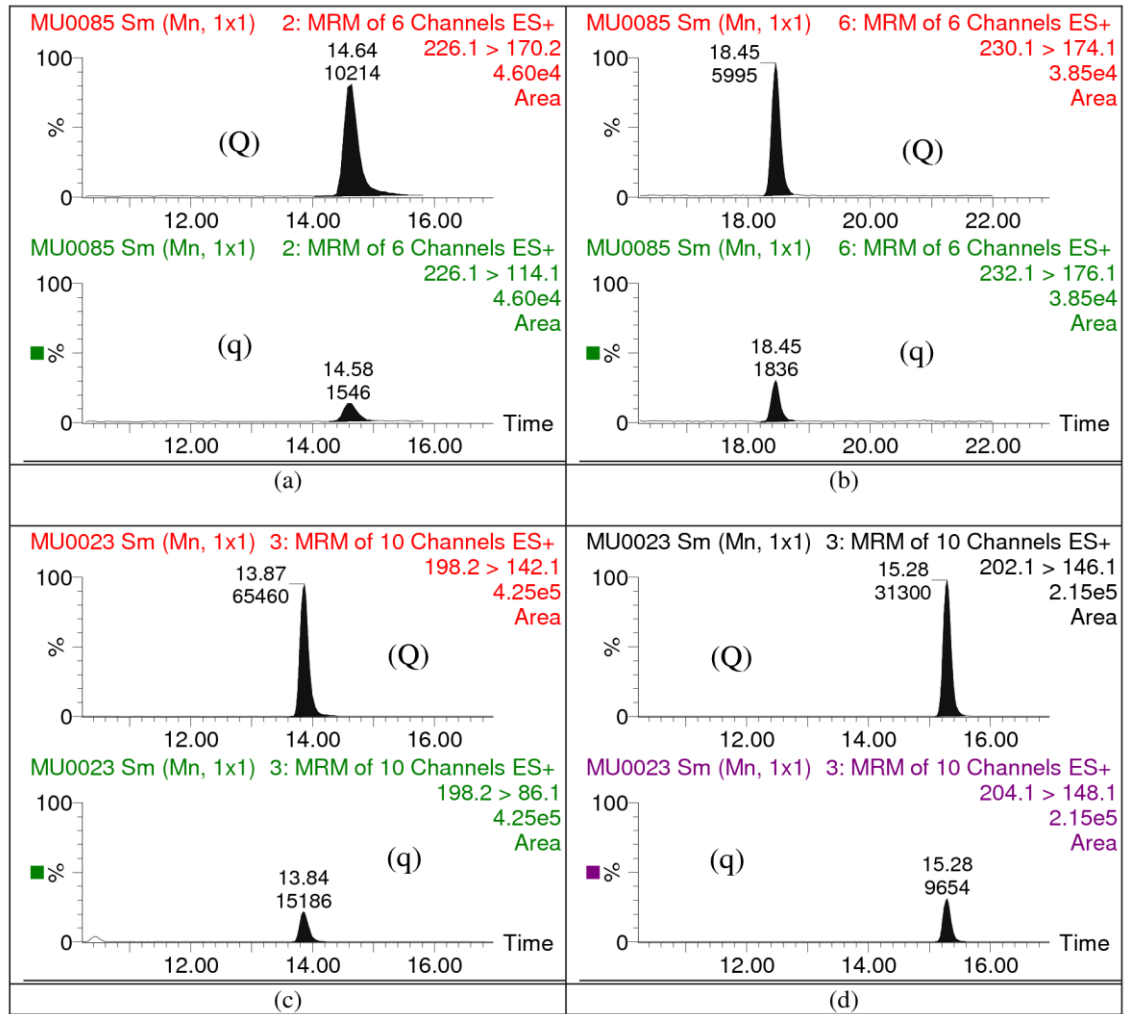 MU0085 Sm (Mn, 1x1) 2: MRM of 6 Channels ES+
226.1 > 170.2
4.60e4
Area
14.64
10214
100
%
0
(Q)
12.00 14.00 16.00
MU0085 Sm (Mn, 1x1) 2: MRM of 6 Channels ES+
226.1 > 114.1
4.60e4
Area
100
%
0
(q)
14.58
1546
Time
12.00 14.00 16.00
(a)
MU0085 Sm (Mn, 1x1) 6: MRM of 6 Channels ES+
230.1 > 174.1
3.85e4
Area
18.45
5995
100
%
0
(Q)
18.00 20.00 22.00
MU0085 Sm (Mn, 1x1) 6: MRM of 6 Channels ES+
232.1 > 176.1
3.85e4
Area
100
%
0
(q)
18.45
1836
Time
18.00 20.00 22.00
(b)
MU0023 Sm (Mn, 1x1) 3: MRM of 10 Channels ES+
198.2 > 142.1
4.25e5
Area
13.87
65460
100
%
0
(Q)
12.00 14.00 16.00
MU0023 Sm (Mn, 1x1) 3: MRM of 10 Channels ES+
198.2 > 86.1
4.25e5
Area
100
%
0
(q)
13.84
15186
Time
12.00 14.00 16.00
(c)
MU0023 Sm (Mn, 1x1) 3: MRM of 10 Channels ES+
202.1 > 146.1
2.15e5
Area
15.28
31300
100
%
0
(Q)
12.00 14.00 16.00
MU0023 Sm (Mn, 1x1) 3: MRM of 10 Channels ES+
204.1 > 148.1
2.15e5
Area
100
%
0
(q)
15.28
9654
Time
12.00 14.00 16.00
(d)